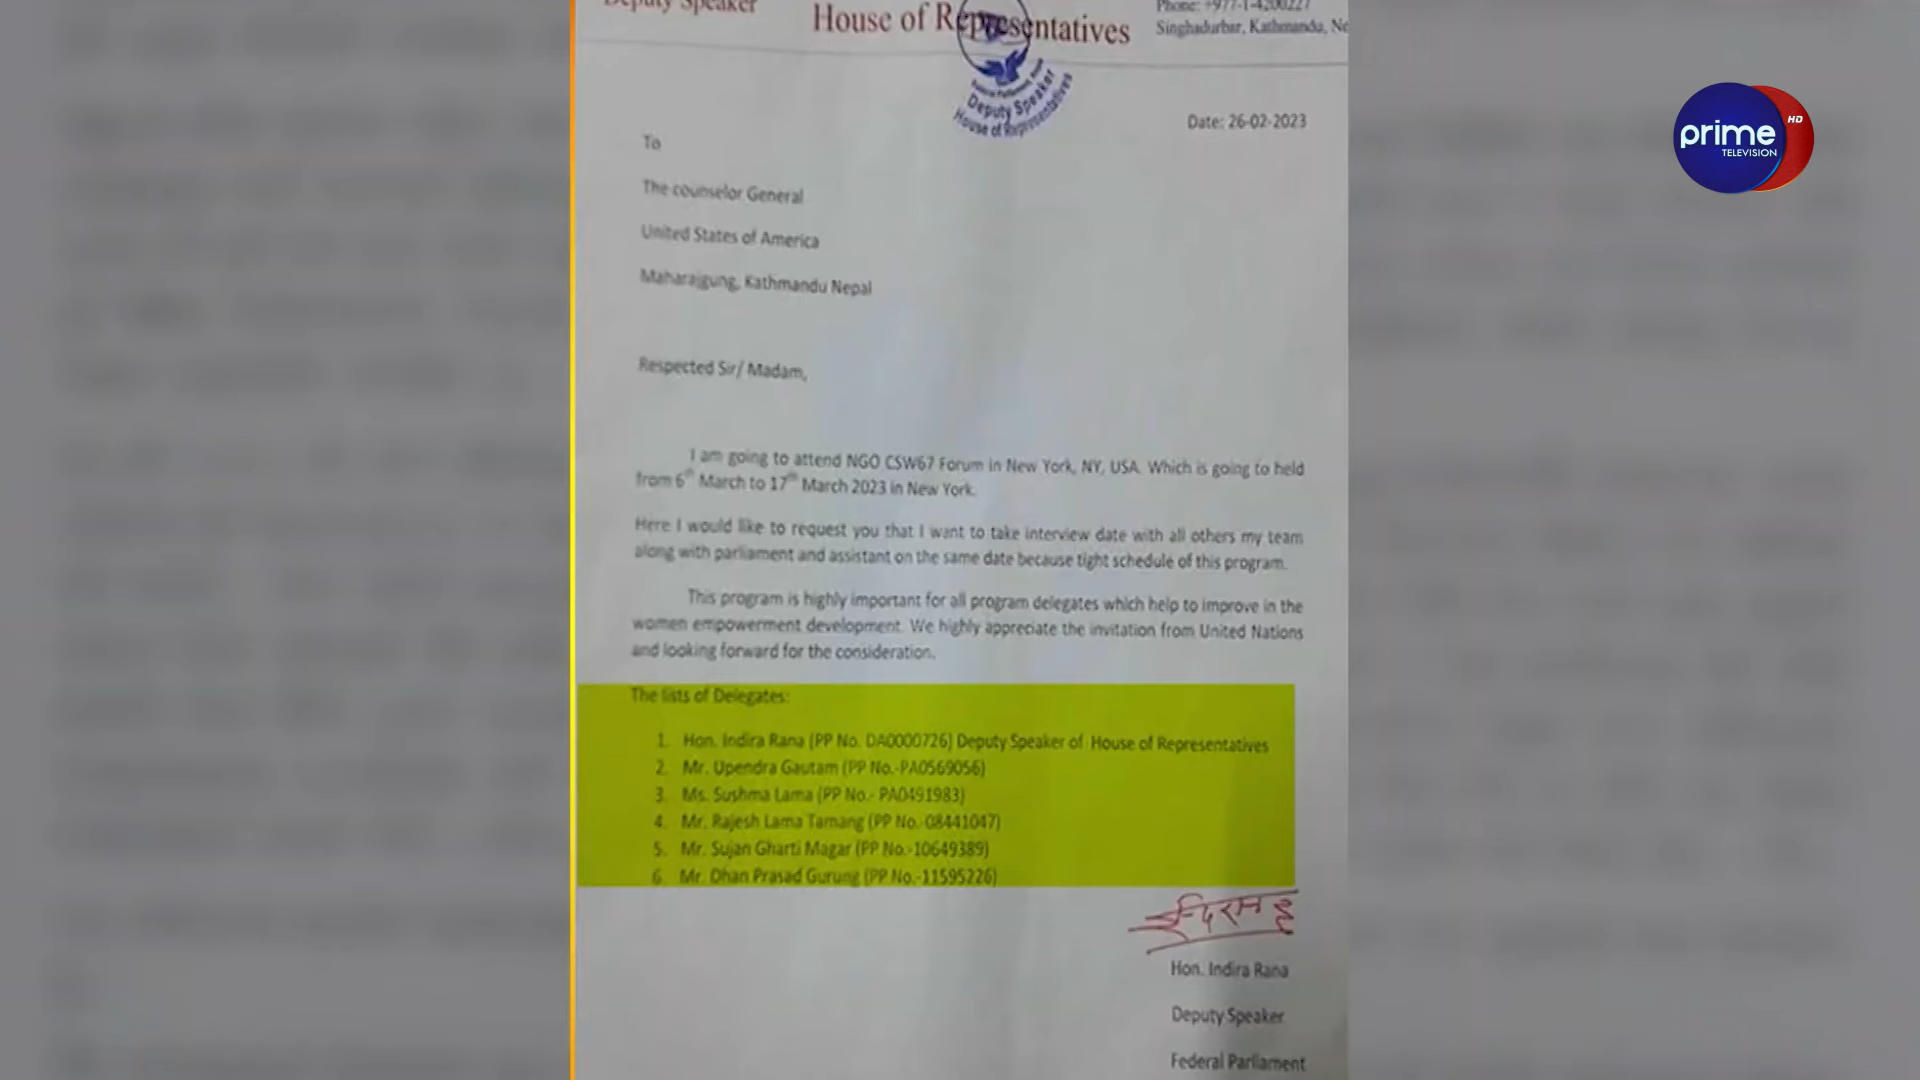 Deputy Speaker
House of Representatives
Phone: +977-1-4200227
Singhadurbar, Kathmandu, Ne
Deputy Speaker
House of Representatives
prime HD
TELEVISION
Date: 26-02-2023
To
The counselor General
United States of America
Maharajgung, Kathmandu Nepal
Respected Sir/ Madam,
I am going to attend NGO CSW67 Forum in New York, NY, USA. Which is going to held
from 6th March to 17th March 2023 in New York.
Here I would like to request you that I want to take interview date with all others my team
along with parliament and assistant on the same date because tight schedule of this program.
This program is highly important for all program delegates which help to improve in the
women empowerment development. We highly appreciate the invitation from United Nations
and looking forward for the consideration.
The lists of Delegates:
1. Hon. Indira Rana (PP No. DA0000726) Deputy Speaker of House of Representatives
2. Mr. Upendra Gautam (PP No.-PA0569056)
3. Ms. Sushma Lama (PP No.- PA0491983)
4. Mr. Rajesh Lama Tamang (PP No.-08441047)
5. Mr. Sujan Gharti Magar (PP No.-10649389)
6. Mr. Dhan Prasad Gurung (PP No.-11595226)
Hon. Indira Rana
Deputy Speaker
Federal Parliament